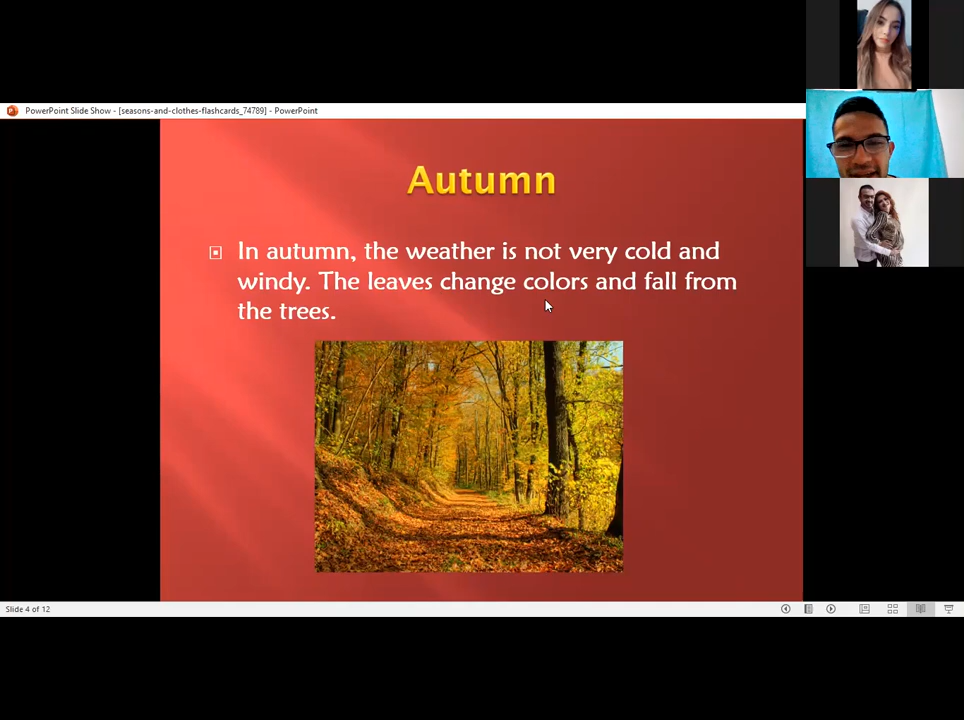 PowerPoint Slide Show - [seasons-and-clothes-flashcards_74789] - PowerPoint
Autumn
In autumn, the weather is not very cold and
windy. The leaves change colors and fall from
the trees.
Slide 4 of 12